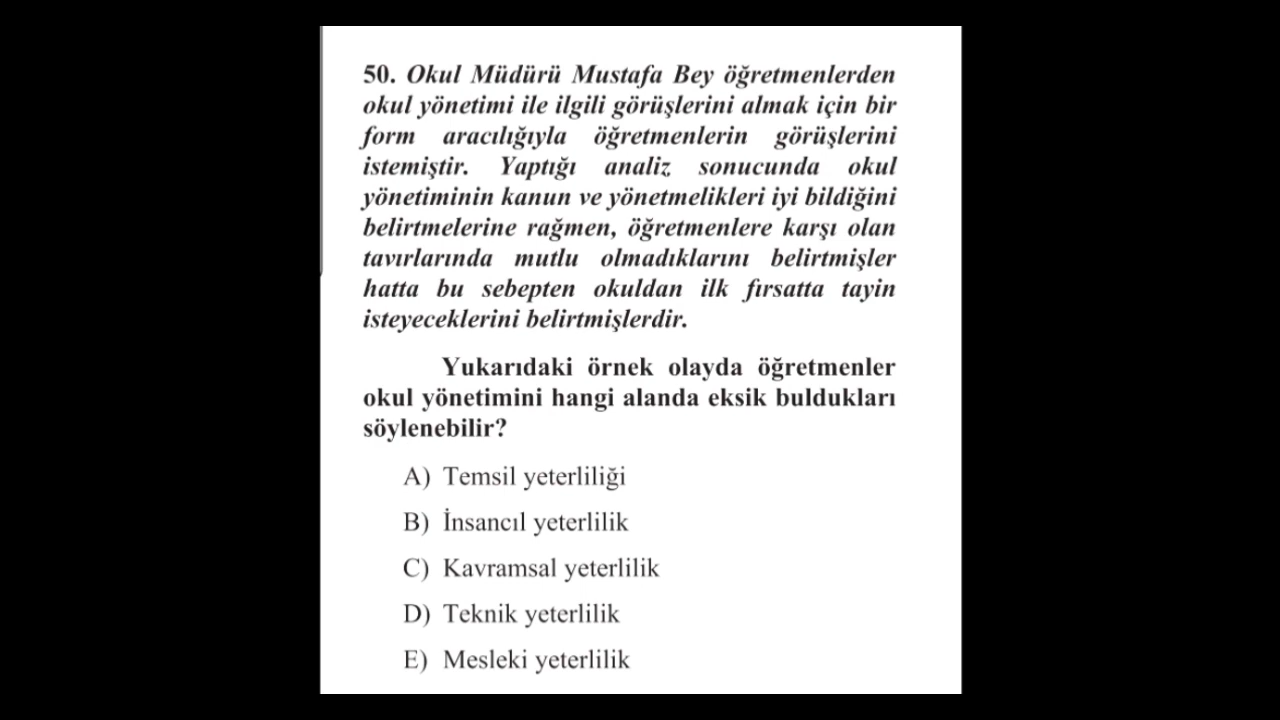 50. Okul Müdürü Mustafa Bey öğretmenlerden
okul yönetimi ile ilgili görüşlerini almak için bir
form aracılığıyla öğretmenlerin görüşlerini
istemiştir. Yaptığı analiz sonucunda okul
yönetiminin kanun ve yönetmelikleri iyi bildiğini
belirtmelerine rağmen, öğretmenlere karşı olan
tavırlarında mutlu olmadıklarını belirtmişler
hatta bu sebepten okuldan ilk fırsatta tayin
isteyeceklerini belirtmişlerdir.
Yukarıdaki örnek olayda öğretmenler
okul yönetimini hangi alanda eksik buldukları
söylenebilir?
A) Temsil yeterliliği
B) İnsancıl yeterlilik
C) Kavramsal yeterlilik
D) Teknik yeterlilik
E) Mesleki yeterlilik